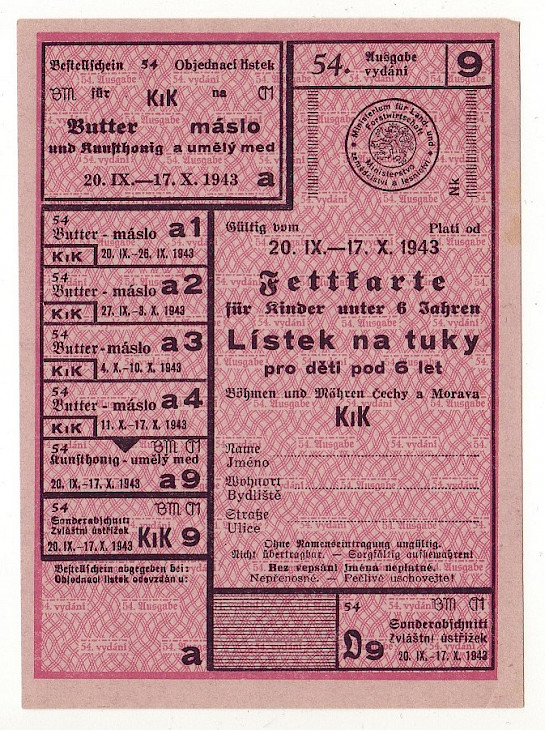 Bestellschein 54 Objednací lístek
BM für KiK na ČM
Butter máslo
und Kunsthonig a umělý med
20. IX.—17. X. 1943 a
54. Ausgabe
vydání
9
Ministerium für Land- und Forstwirtschaft
Ministerstvo zemědělství a lesnictví
Nk
54
Butter - máslo a1
KiK 20. IX.-26. IX. 1943
54
Butter - máslo a2
KiK 27. IX.-3. X. 1943
54
Butter - máslo a3
KiK 4. X.-10. X. 1943
54
Butter - máslo a4
KiK 11. X.-17. X. 1943
54 BM ČM
Kunsthonig - umělý med
20. IX.-17. X. 1943 a9
54 BM ČM
Sonderabschnitt
Zvláštní ústřižek
20. IX.-17. X. 1943 KiK 9
Bestellschein abgegeben bei:
Objednací lístek odevzdán u:
a
Gültig vom Platí od
20. IX.—17. X. 1943
Fettkarte
für Kinder unter 6 Jahren
Lístek na tuky
pro děti pod 6 let
Böhmen und Mähren Čechy a Morava
KiK
Name
Jméno
Wohnort
Bydliště
Straße
Ulice
Ohne Namenseintragung ungültig.
Nicht übertragbar. — Sorgfältig aufbewahren!
Bez vepsání jména neplatné.
Nepřenosné. — Pečlivě uschovejte!
54 BM ČM
Sonderabschnitt
Zvláštní ústřižek
D9 20. IX.-17. X. 1943